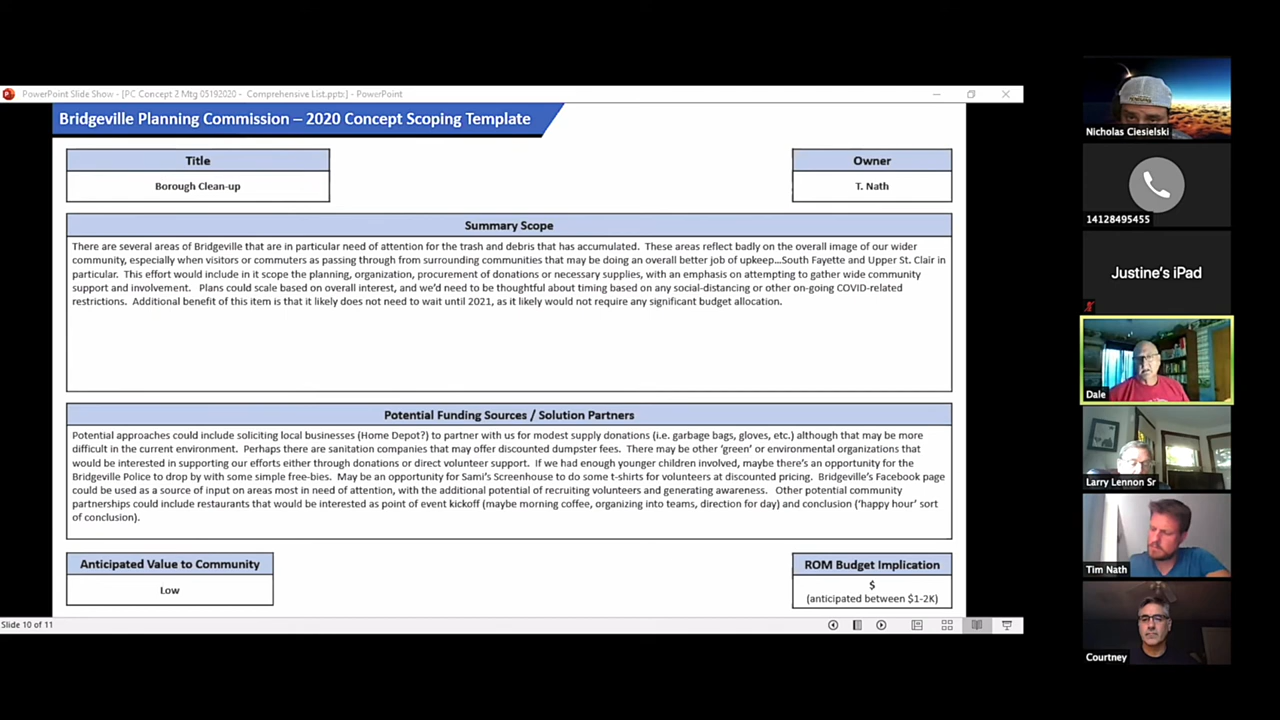 PowerPoint Slide Show - [PC Concept 2 Mtg 05192020 - Comprehensive List.pptx] - PowerPoint
Bridgeville Planning Commission – 2020 Concept Scoping Template
Title
Borough Clean-up
Owner
T. Nath
Summary Scope
There are several areas of Bridgeville that are in particular need of attention for the trash and debris that has accumulated. These areas reflect badly on the overall image of our wider
community, especially when visitors or commuters as passing through from surrounding communities that may be doing an overall better job of upkeep...South Fayette and Upper St. Clair in
particular. This effort would include in it scope the planning, organization, procurement of donations or necessary supplies, with an emphasis on attempting to gather wide community
support and involvement. Plans could scale based on overall interest, and we'd need to be thoughtful about timing based on any social-distancing or other on-going COVID-related
restrictions. Additional benefit of this item is that it likely does not need to wait until 2021, as it likely would not require any significant budget allocation.
Potential Funding Sources / Solution Partners
Potential approaches could include soliciting local businesses (Home Depot?) to partner with us for modest supply donations (i.e. garbage bags, gloves, etc.) although that may be more
difficult in the current environment. Perhaps there are sanitation companies that may offer discounted dumpster fees. There may be other 'green' or environmental organizations that
would be interested in supporting our efforts either through donations or direct volunteer support. If we had enough younger children involved, maybe there's an opportunity for the
Bridgeville Police to drop by with some simple free-bies. May be an opportunity for Sami's Screenhouse to do some t-shirts for volunteers at discounted pricing. Bridgeville's Facebook page
could be used as a source of input on areas most in need of attention, with the additional potential of recruiting volunteers and generating awareness. Other potential community
partnerships could include restaurants that would be interested as point of event kickoff (maybe morning coffee, organizing into teams, direction for day) and conclusion ('happy hour' sort
of conclusion).
Anticipated Value to Community
Low
ROM Budget Implication
$
(anticipated between $1-2K)
Slide 10 of 11
Nicholas Ciesielski
14128495455
Justine's iPad
Dale
Larry Lennon Sr
Tim Nath
Courtney